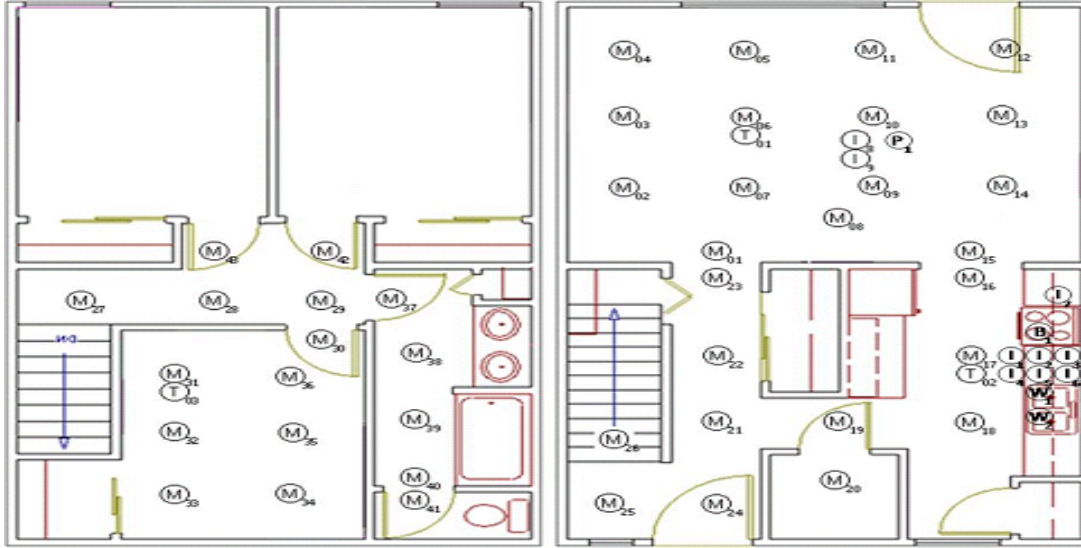 M43 M42
M27 M28 M29 M37
DN
M30
M38
M31 M36
T03
M39
M32 M35
M40
M33 M34
M41
M04 M05 M11 M12
M03 M06 M10 M13
T01 I8 P1
I9
M02 M07 M09 M14
M08
M01 M15
M23 M16
I
B1
M22 M17 I I I
T02 I I I
W1
M21 M19 M18 W2
M26
M20
M25 M24